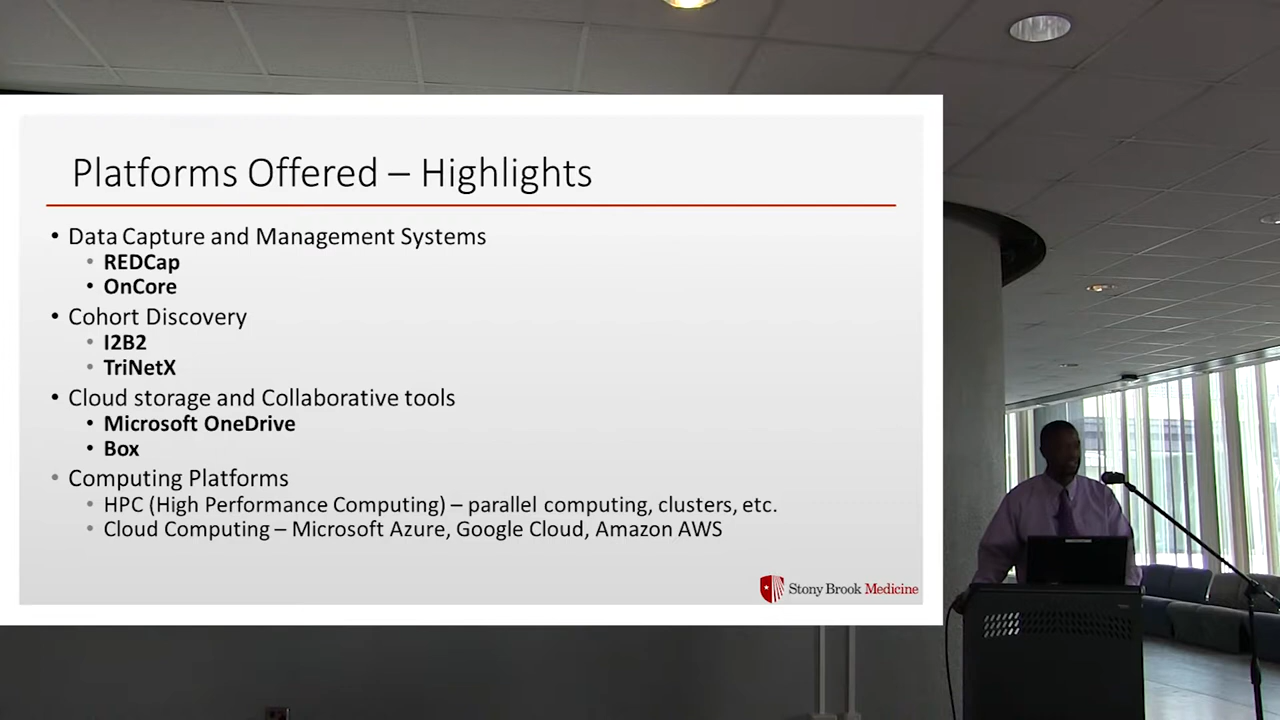 Platforms Offered – Highlights
• Data Capture and Management Systems
• REDCap
• OnCore
• Cohort Discovery
• I2B2
• TriNetX
• Cloud storage and Collaborative tools
• Microsoft OneDrive
• Box
• Computing Platforms
• HPC (High Performance Computing) – parallel computing, clusters, etc.
• Cloud Computing – Microsoft Azure, Google Cloud, Amazon AWS
Stony Brook Medicine